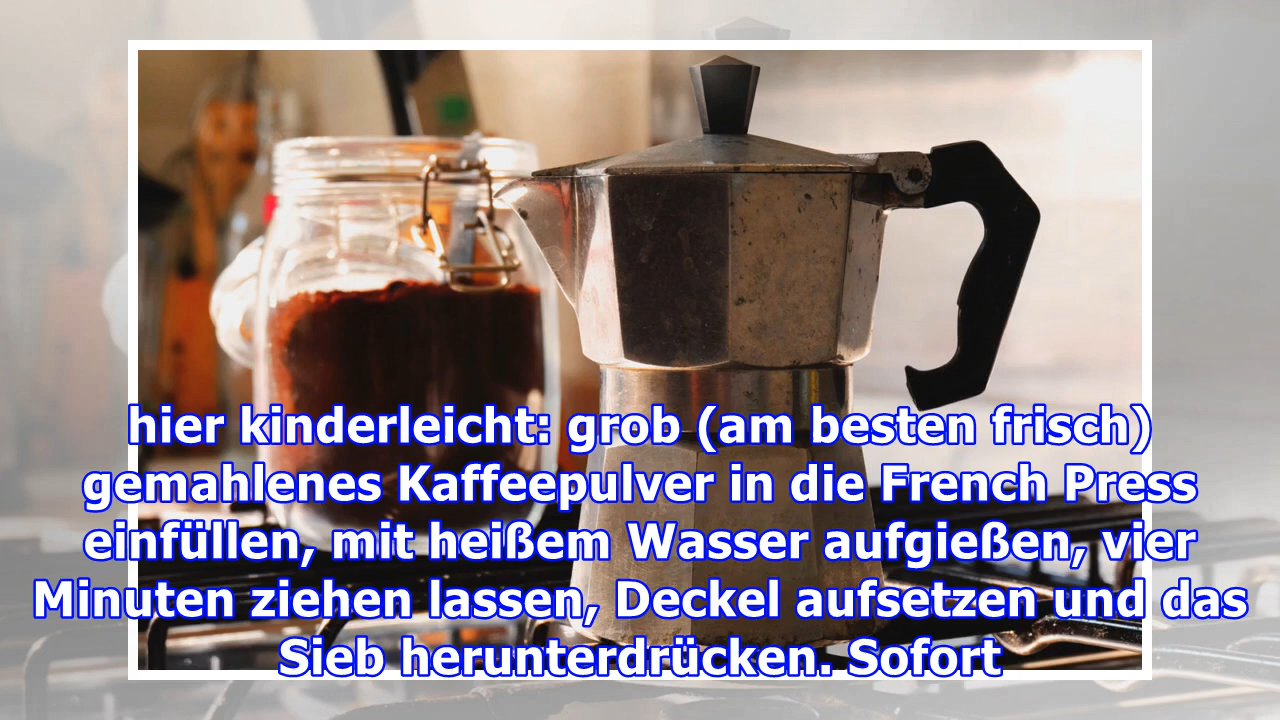 hier kinderleicht: grob (am besten frisch)
gemahlenes Kaffeepulver in die French Press
einfüllen, mit heißem Wasser aufgießen, vier
Minuten ziehen lassen, Deckel aufsetzen und das
Sieb herunterdrücken. Sofort